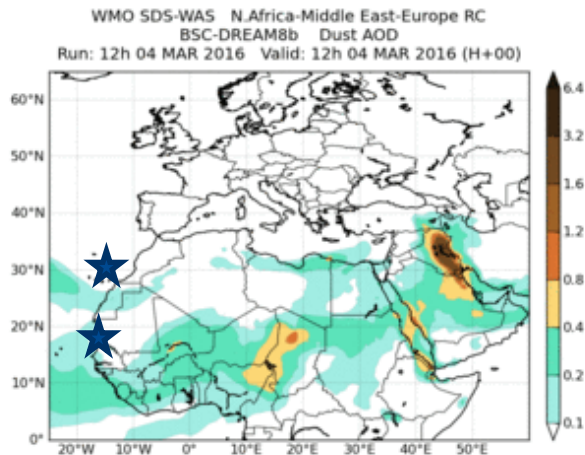 WMO SDS-WAS N.Africa-Middle East-Europe RC
BSC-DREAM8b Dust AOD
Run: 12h 04 MAR 2016 Valid: 12h 04 MAR 2016 (H+00)
60°N
50°N
40°N
30°N
20°N
10°N
0°
20°W
10°W
0°
10°E
20°E
30°E
40°E
50°E
6.4
3.2
1.6
1.2
0.8
0.4
0.2
0.1